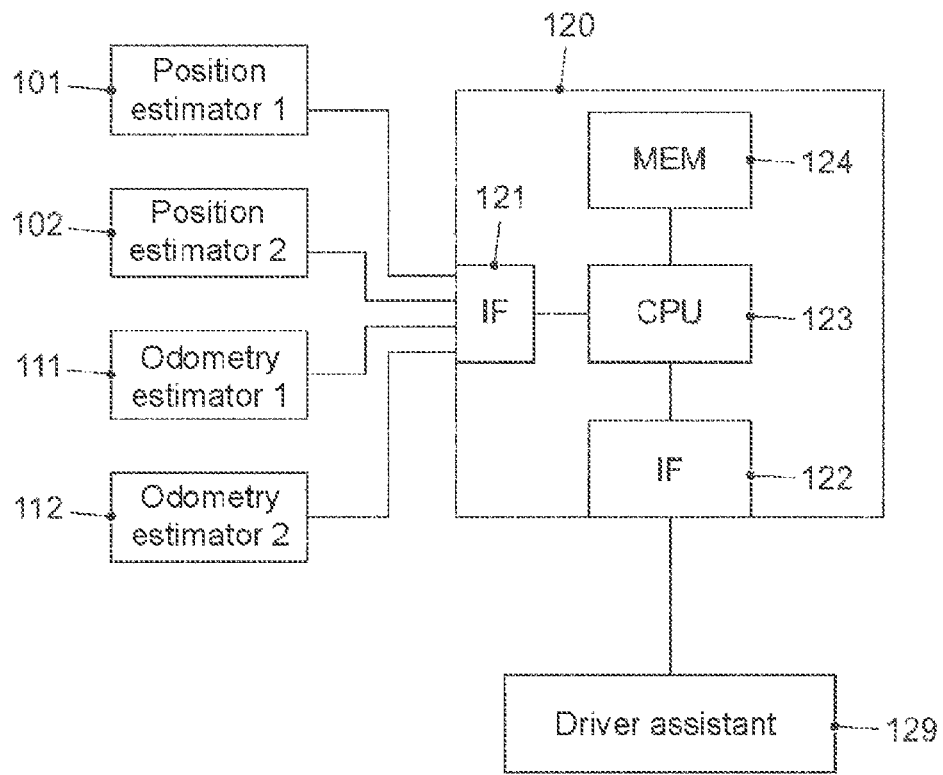 120
101
Position
estimator 1
MEM
124
102
Position
estimator 2
121
IF
CPU
123
111
Odometry
estimator 1
IF
122
112
Odometry
estimator 2
Driver assistant
129